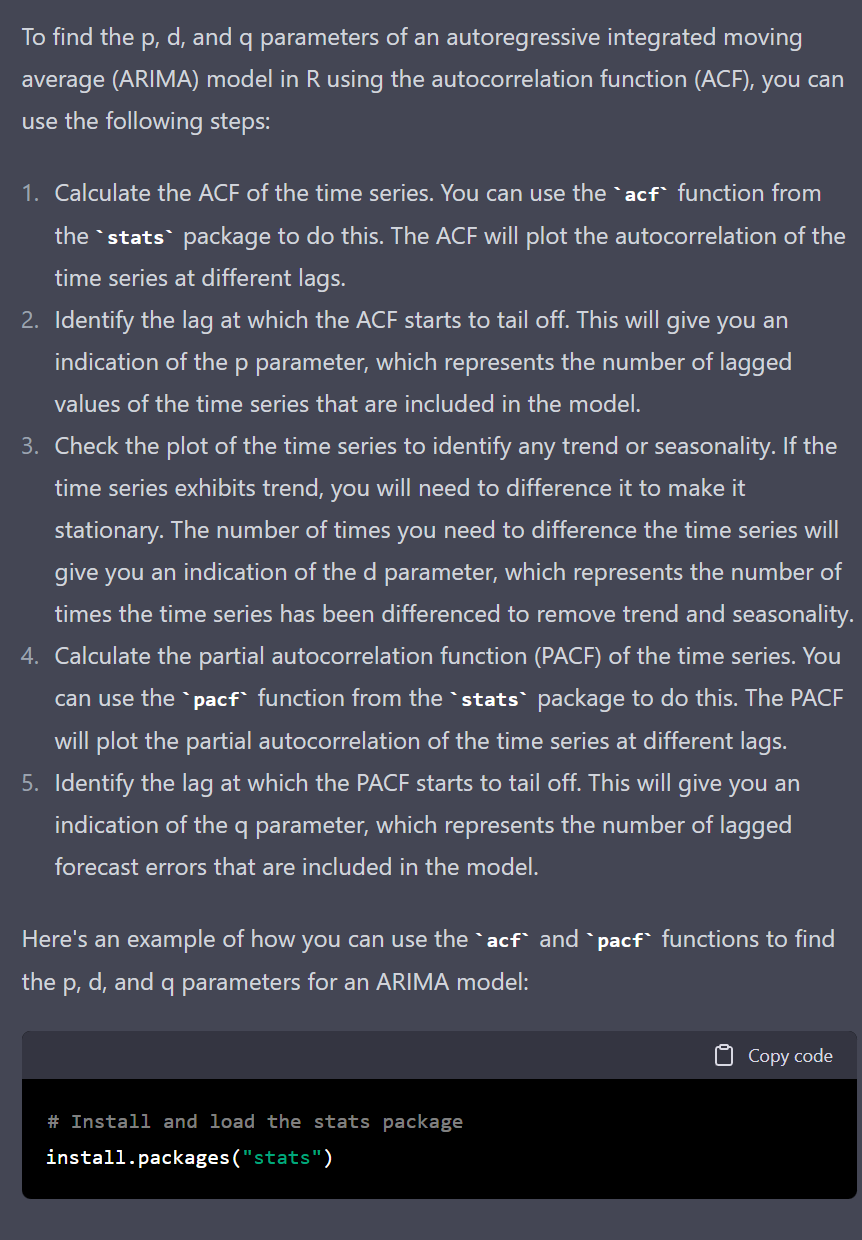 To find the p, d, and q parameters of an autoregressive integrated moving
average (ARIMA) model in R using the autocorrelation function (ACF), you can
use the following steps:
1. Calculate the ACF of the time series. You can use the `acf` function from
the `stats` package to do this. The ACF will plot the autocorrelation of the
time series at different lags.
2. Identify the lag at which the ACF starts to tail off. This will give you an
indication of the p parameter, which represents the number of lagged
values of the time series that are included in the model.
3. Check the plot of the time series to identify any trend or seasonality. If the
time series exhibits trend, you will need to difference it to make it
stationary. The number of times you need to difference the time series will
give you an indication of the d parameter, which represents the number of
times the time series has been differenced to remove trend and seasonality.
4. Calculate the partial autocorrelation function (PACF) of the time series. You
can use the `pacf` function from the `stats` package to do this. The PACF
will plot the partial autocorrelation of the time series at different lags.
5. Identify the lag at which the PACF starts to tail off. This will give you an
indication of the q parameter, which represents the number of lagged
forecast errors that are included in the model.
Here's an example of how you can use the `acf` and `pacf` functions to find
the p, d, and q parameters for an ARIMA model:
Copy code
# Install and load the stats package
install.packages("stats")